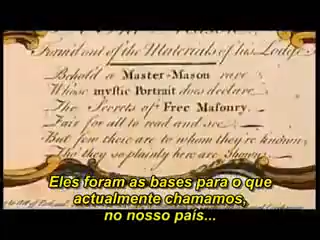 Form'd out of the Materials of his Lodge
Behold a Master-Mason rare
Whose mystic Portrait does declare
The Secrets of Free Masonry.
Fair for all to read and see
But few there are to whom they're known
Tho they so plainly here are Shown
Eles foram as bases para o que
actualmente chamamos,
no nosso país...